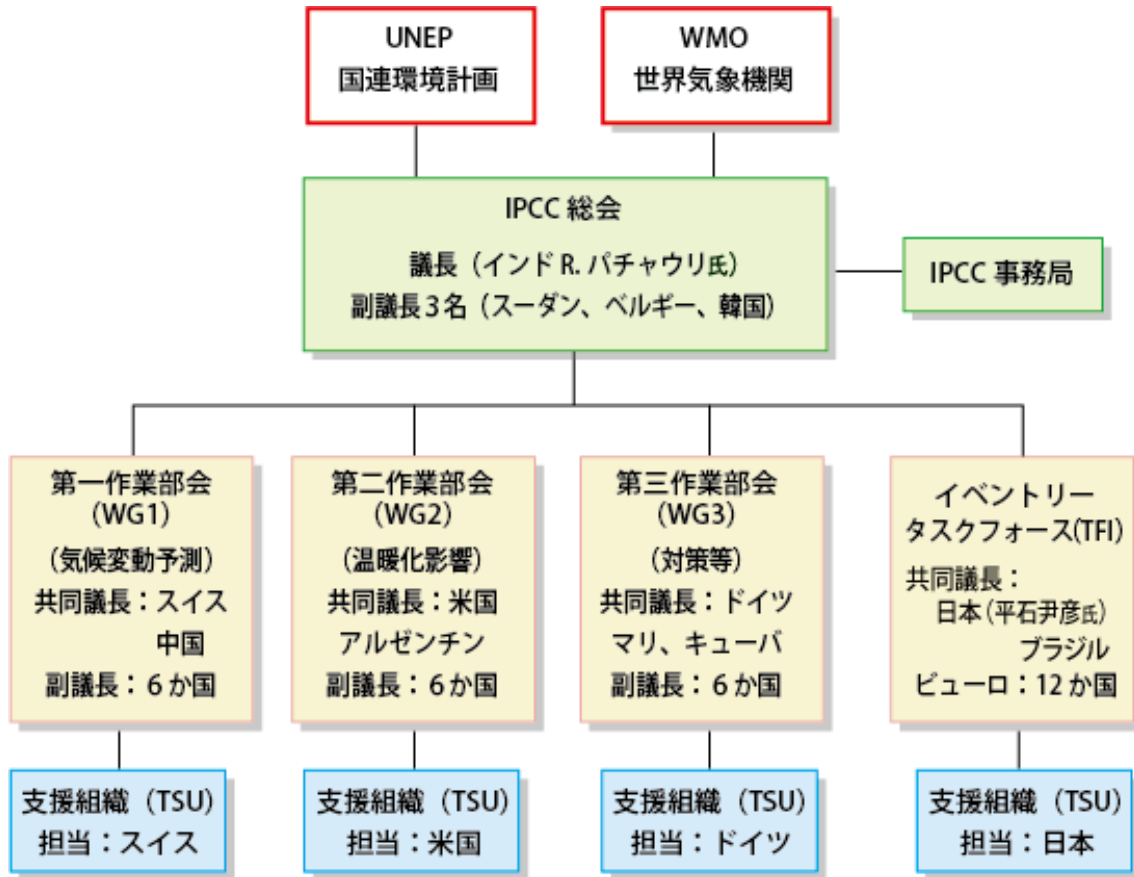 UNEP
国連環境計画
WMO
世界気象機関
IPCC 総会
議長（インド R. パチャウリ氏）
副議長 3 名（スーダン、ベルギー、韓国）
IPCC 事務局
第一作業部会
(WG1)
(気候変動予測)
共同議長：スイス
中国
副議長： 6 か国
第二作業部会
(WG2)
(温暖化影響)
共同議長：米国
アルゼンチン
副議長： 6 か国
第三作業部会
(WG3)
(対策等)
共同議長：ドイツ
マリ、キューバ
副議長： 6 か国
イベントリー
タスクフォース(TFI)
共同議長：
日本 (平石尹彦氏)
ブラジル
ビューロ：12 か国
支援組織（TSU）
担当：スイス
支援組織（TSU）
担当：米国
支援組織（TSU）
担当：ドイツ
支援組織（TSU）
担当：日本